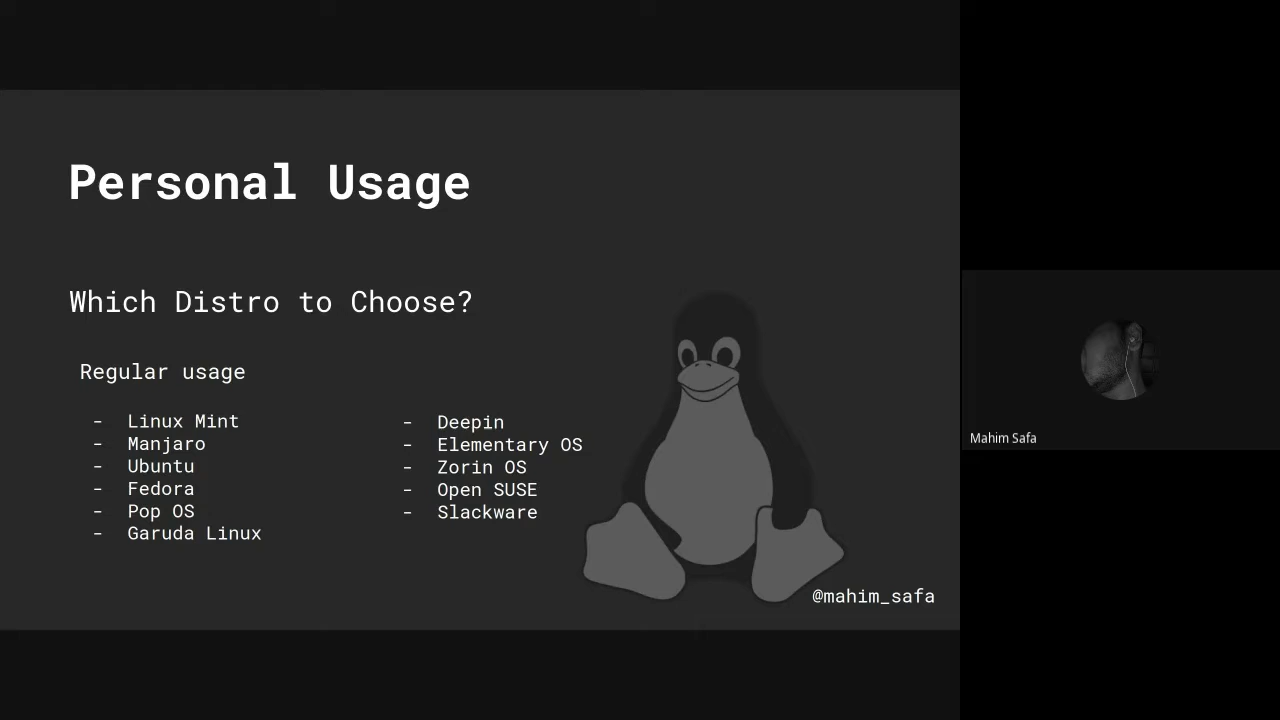 Personal Usage
Which Distro to Choose?
Regular usage
- Linux Mint
- Manjaro
- Ubuntu
- Fedora
- Pop OS
- Garuda Linux
- Deepin
- Elementary OS
- Zorin OS
- Open SUSE
- Slackware
@mahim_safa
Mahim Safa